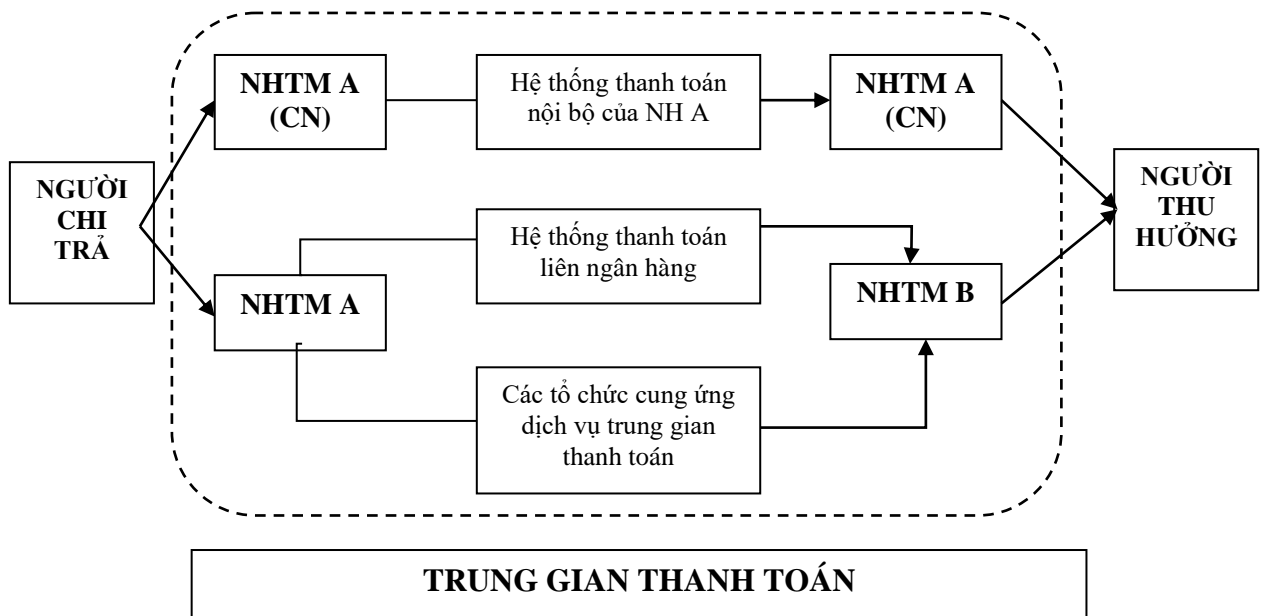 NHTM A
(CN)
Hệ thống thanh toán
nội bộ của NH A
NHTM A
(CN)
NGƯỜI
CHI
TRẢ
NGƯỜI
THU
HƯỞNG
Hệ thống thanh toán
liên ngân hàng
NHTM A
NHTM B
Các tổ chức cung ứng
dịch vụ trung gian
thanh toán
TRUNG GIAN THANH TOÁN